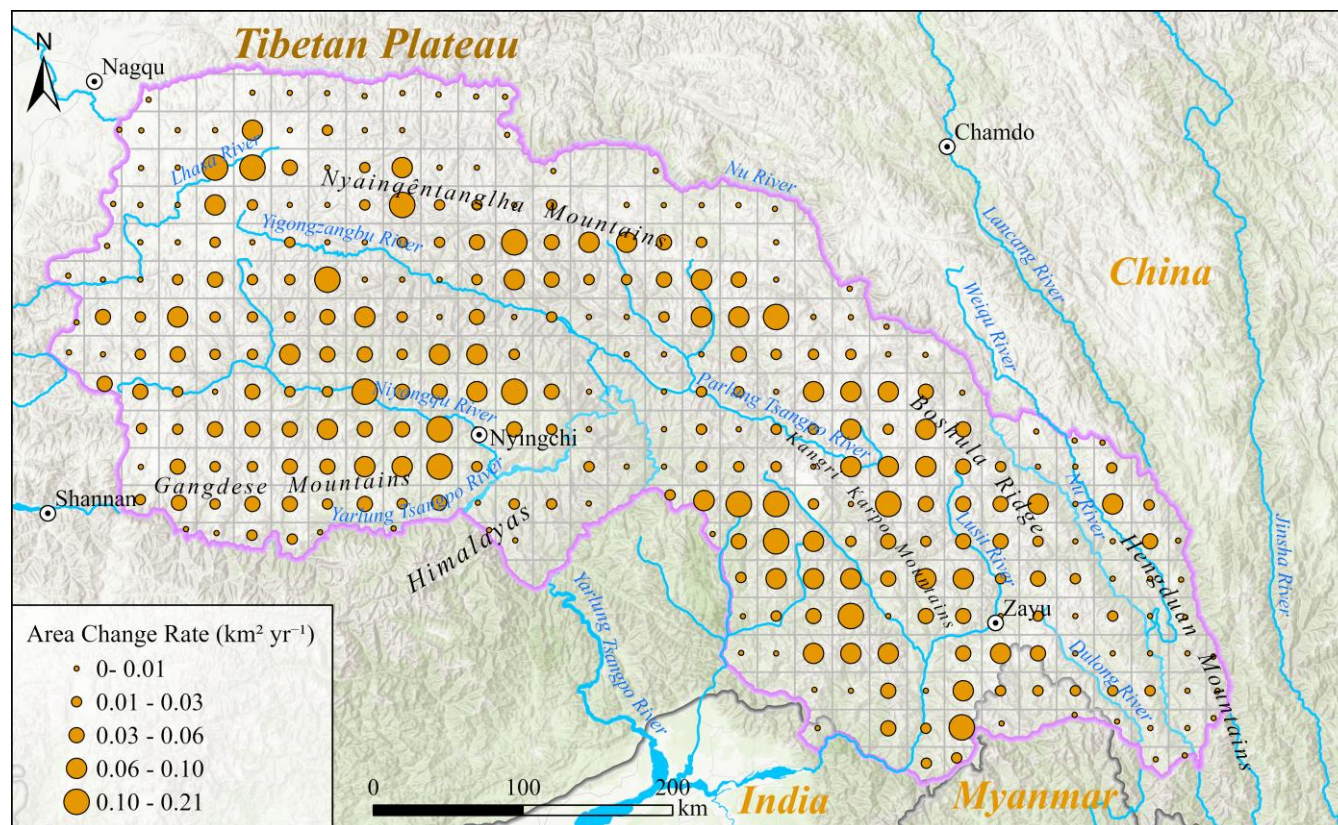 Tibetan Plateau
N
Nagqu
Chamdo
Lhasa River
Nyainqêntanglha Mountains
Nu River
Yigongzangbu River
Lancang River
China
Weiqu River
Niyangqu River
Parlung Tsangpo River
Boshula Ridge
Nyingchi
Kangri Karpo Mountains
Gangdese Mountains
Shannan
Yarlung Tsangpo River
Nu River
Lusit River
Jinsha River
Himalayas
Hengduan Mountains
Zayu
Yarlung Tsangpo River
Dulong River
Area Change Rate (km² yr⁻¹)
0- 0.01
0.01 - 0.03
0.03 - 0.06
0.06 - 0.10
0.10 - 0.21
0 100 200
km
India
Myanmar